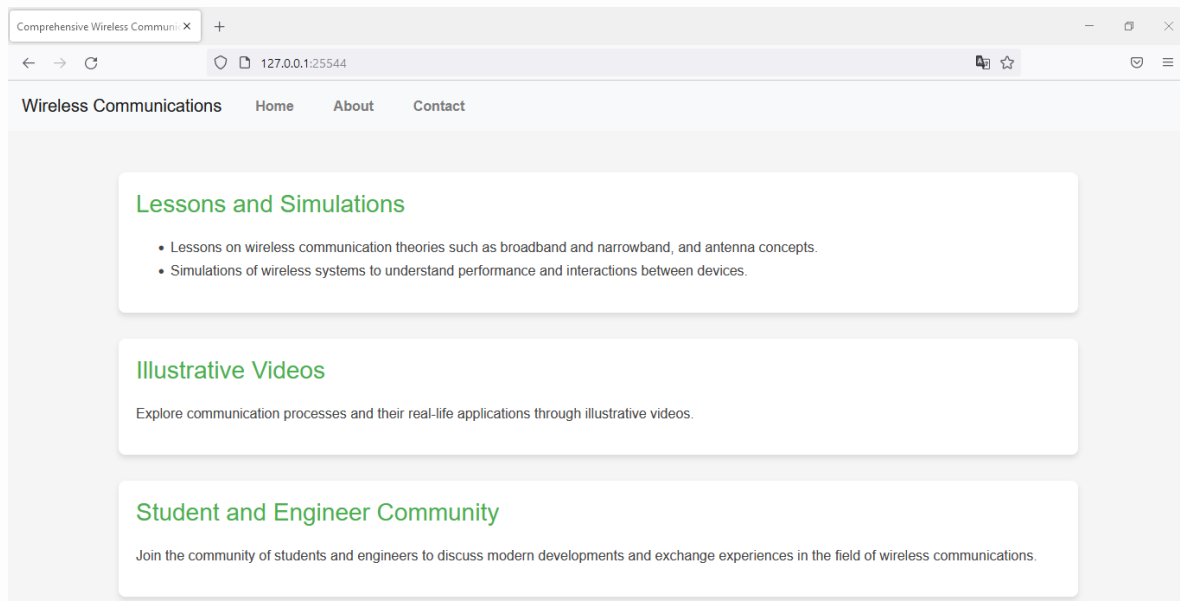 Comprehensive Wireless Communic
127.0.0.1:25544
Wireless Communications Home About Contact
Lessons and Simulations
• Lessons on wireless communication theories such as broadband and narrowband, and antenna concepts.
• Simulations of wireless systems to understand performance and interactions between devices.
Illustrative Videos
Explore communication processes and their real-life applications through illustrative videos.
Student and Engineer Community
Join the community of students and engineers to discuss modern developments and exchange experiences in the field of wireless communications.